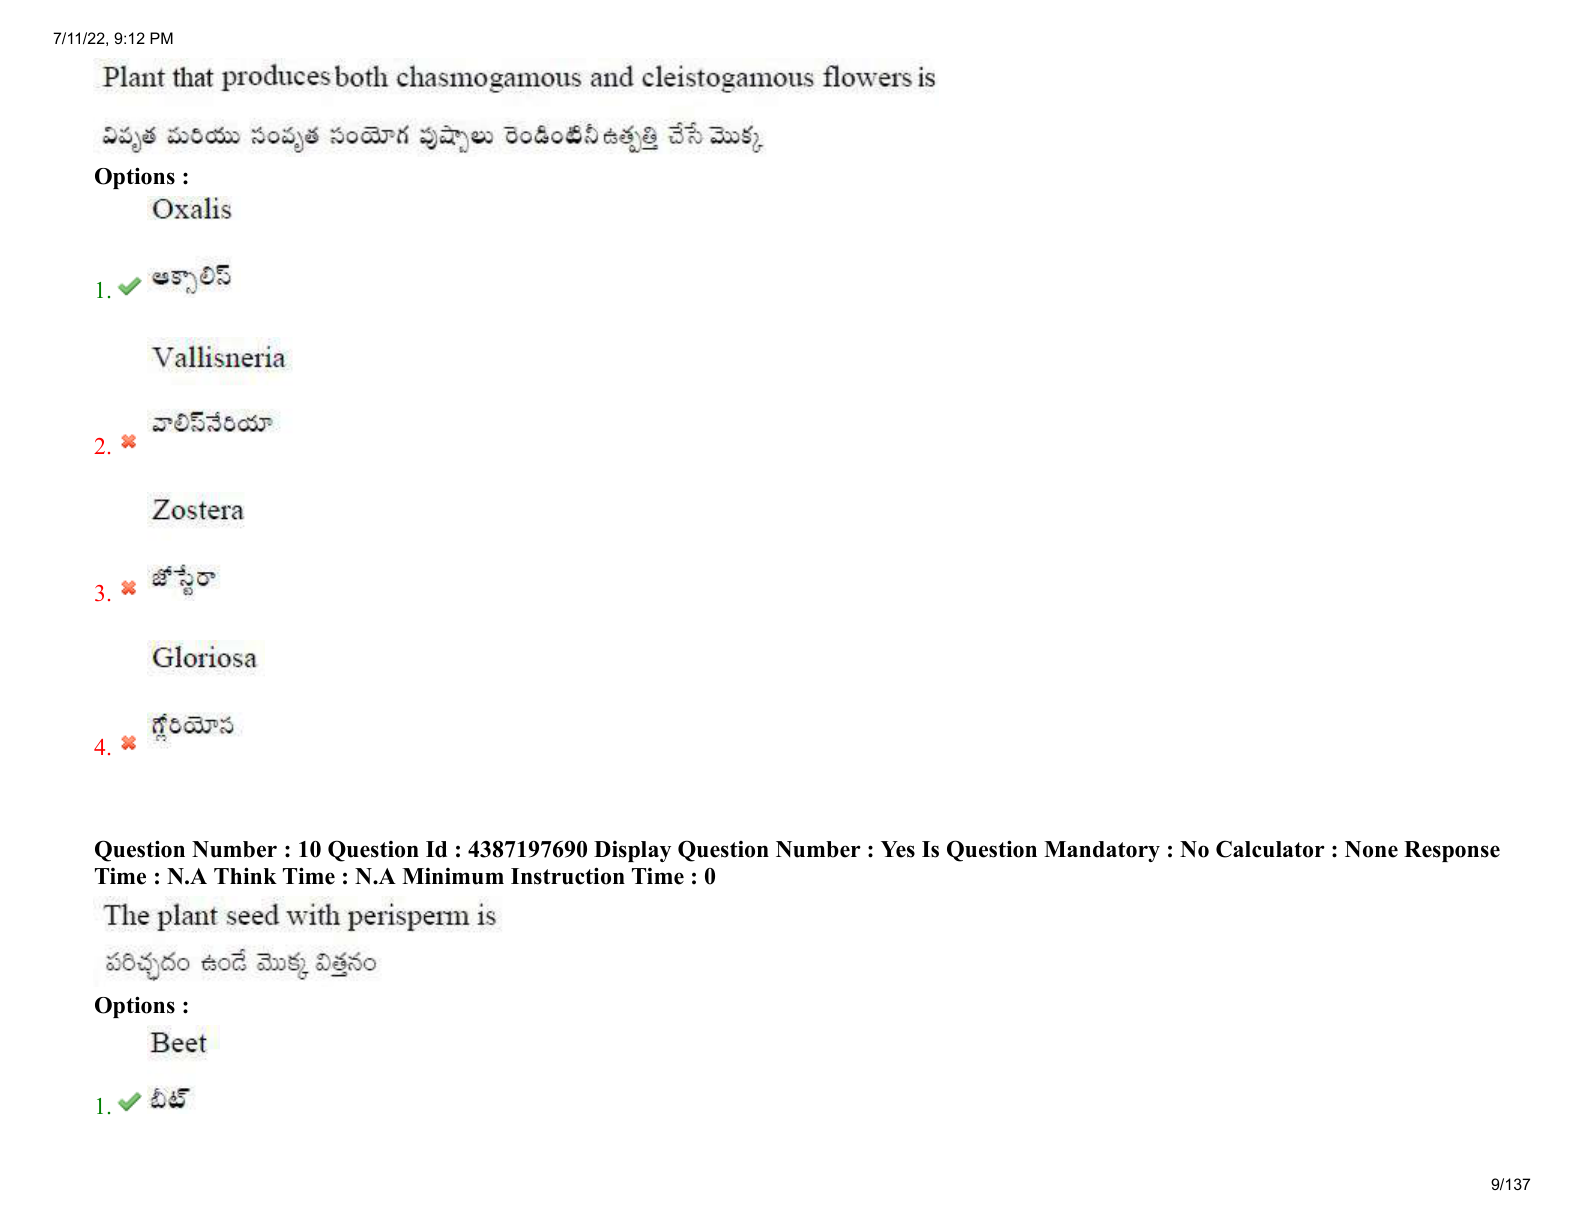 7/11/22, 9:12 PM
Plant that produces both chasmogamous and cleistogamous flowers is
వివృత మరియు సంవృత సంయోగ పుష్పాలు రెండింటినీ ఉత్పత్తి చేసే మొక్క
Options :
Oxalis
1. ఆక్సాలిస్
Vallisneria
2. వాలిస్‌నేరియా
Zostera
3. జోస్టేరా
Gloriosa
4. గ్లోరియోస
Question Number : 10 Question Id : 4387197690 Display Question Number : Yes Is Question Mandatory : No Calculator : None Response
Time : N.A Think Time : N.A Minimum Instruction Time : 0
The plant seed with perisperm is
పరిచ్ఛదం ఉండే మొక్క విత్తనం
Options :
Beet
1. బీట్
9/137